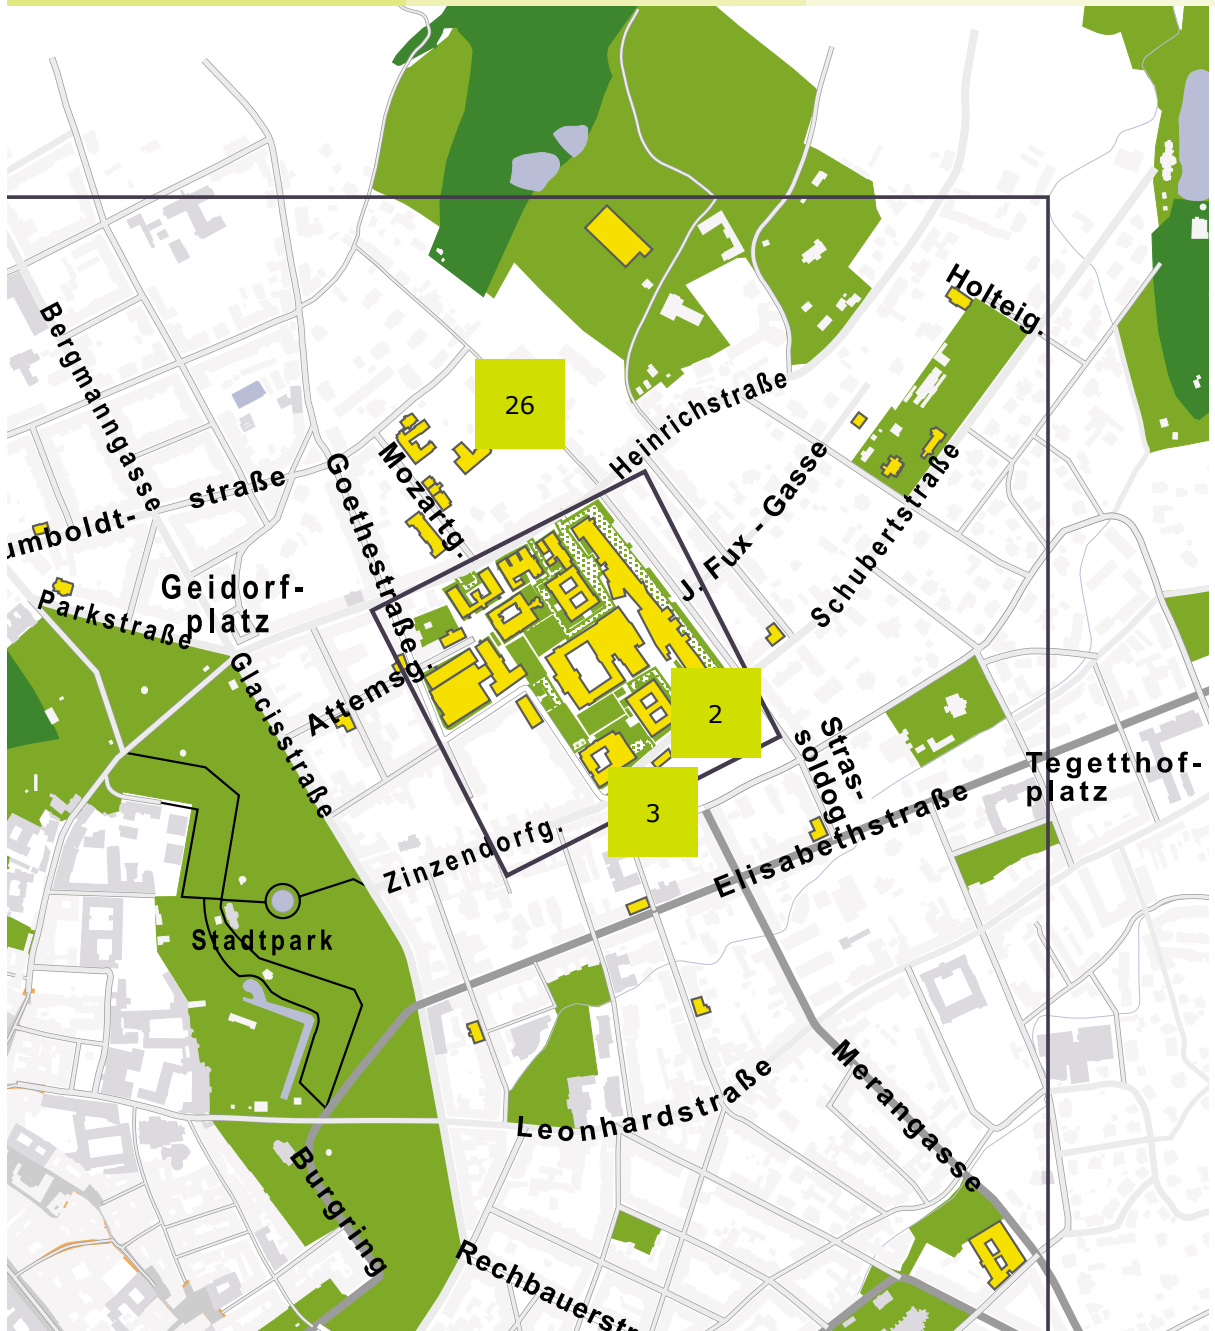 Holteig.
Bergmanngasse
26
Heinrichstraße
Mozartg.
Goethestraße
J. Fux - Gasse
Schubertstraße
umboldt- straße
Geidorf-
platz
Parkstraße
Glacisstraße
Attemsg.
2
Stras-
soldog.
Tegetthof-
platz
3
Elisabethstraße
Zinzendorfg.
Stadtpark
Merangasse
Leonhardstraße
Burgring
Rechbauerstr